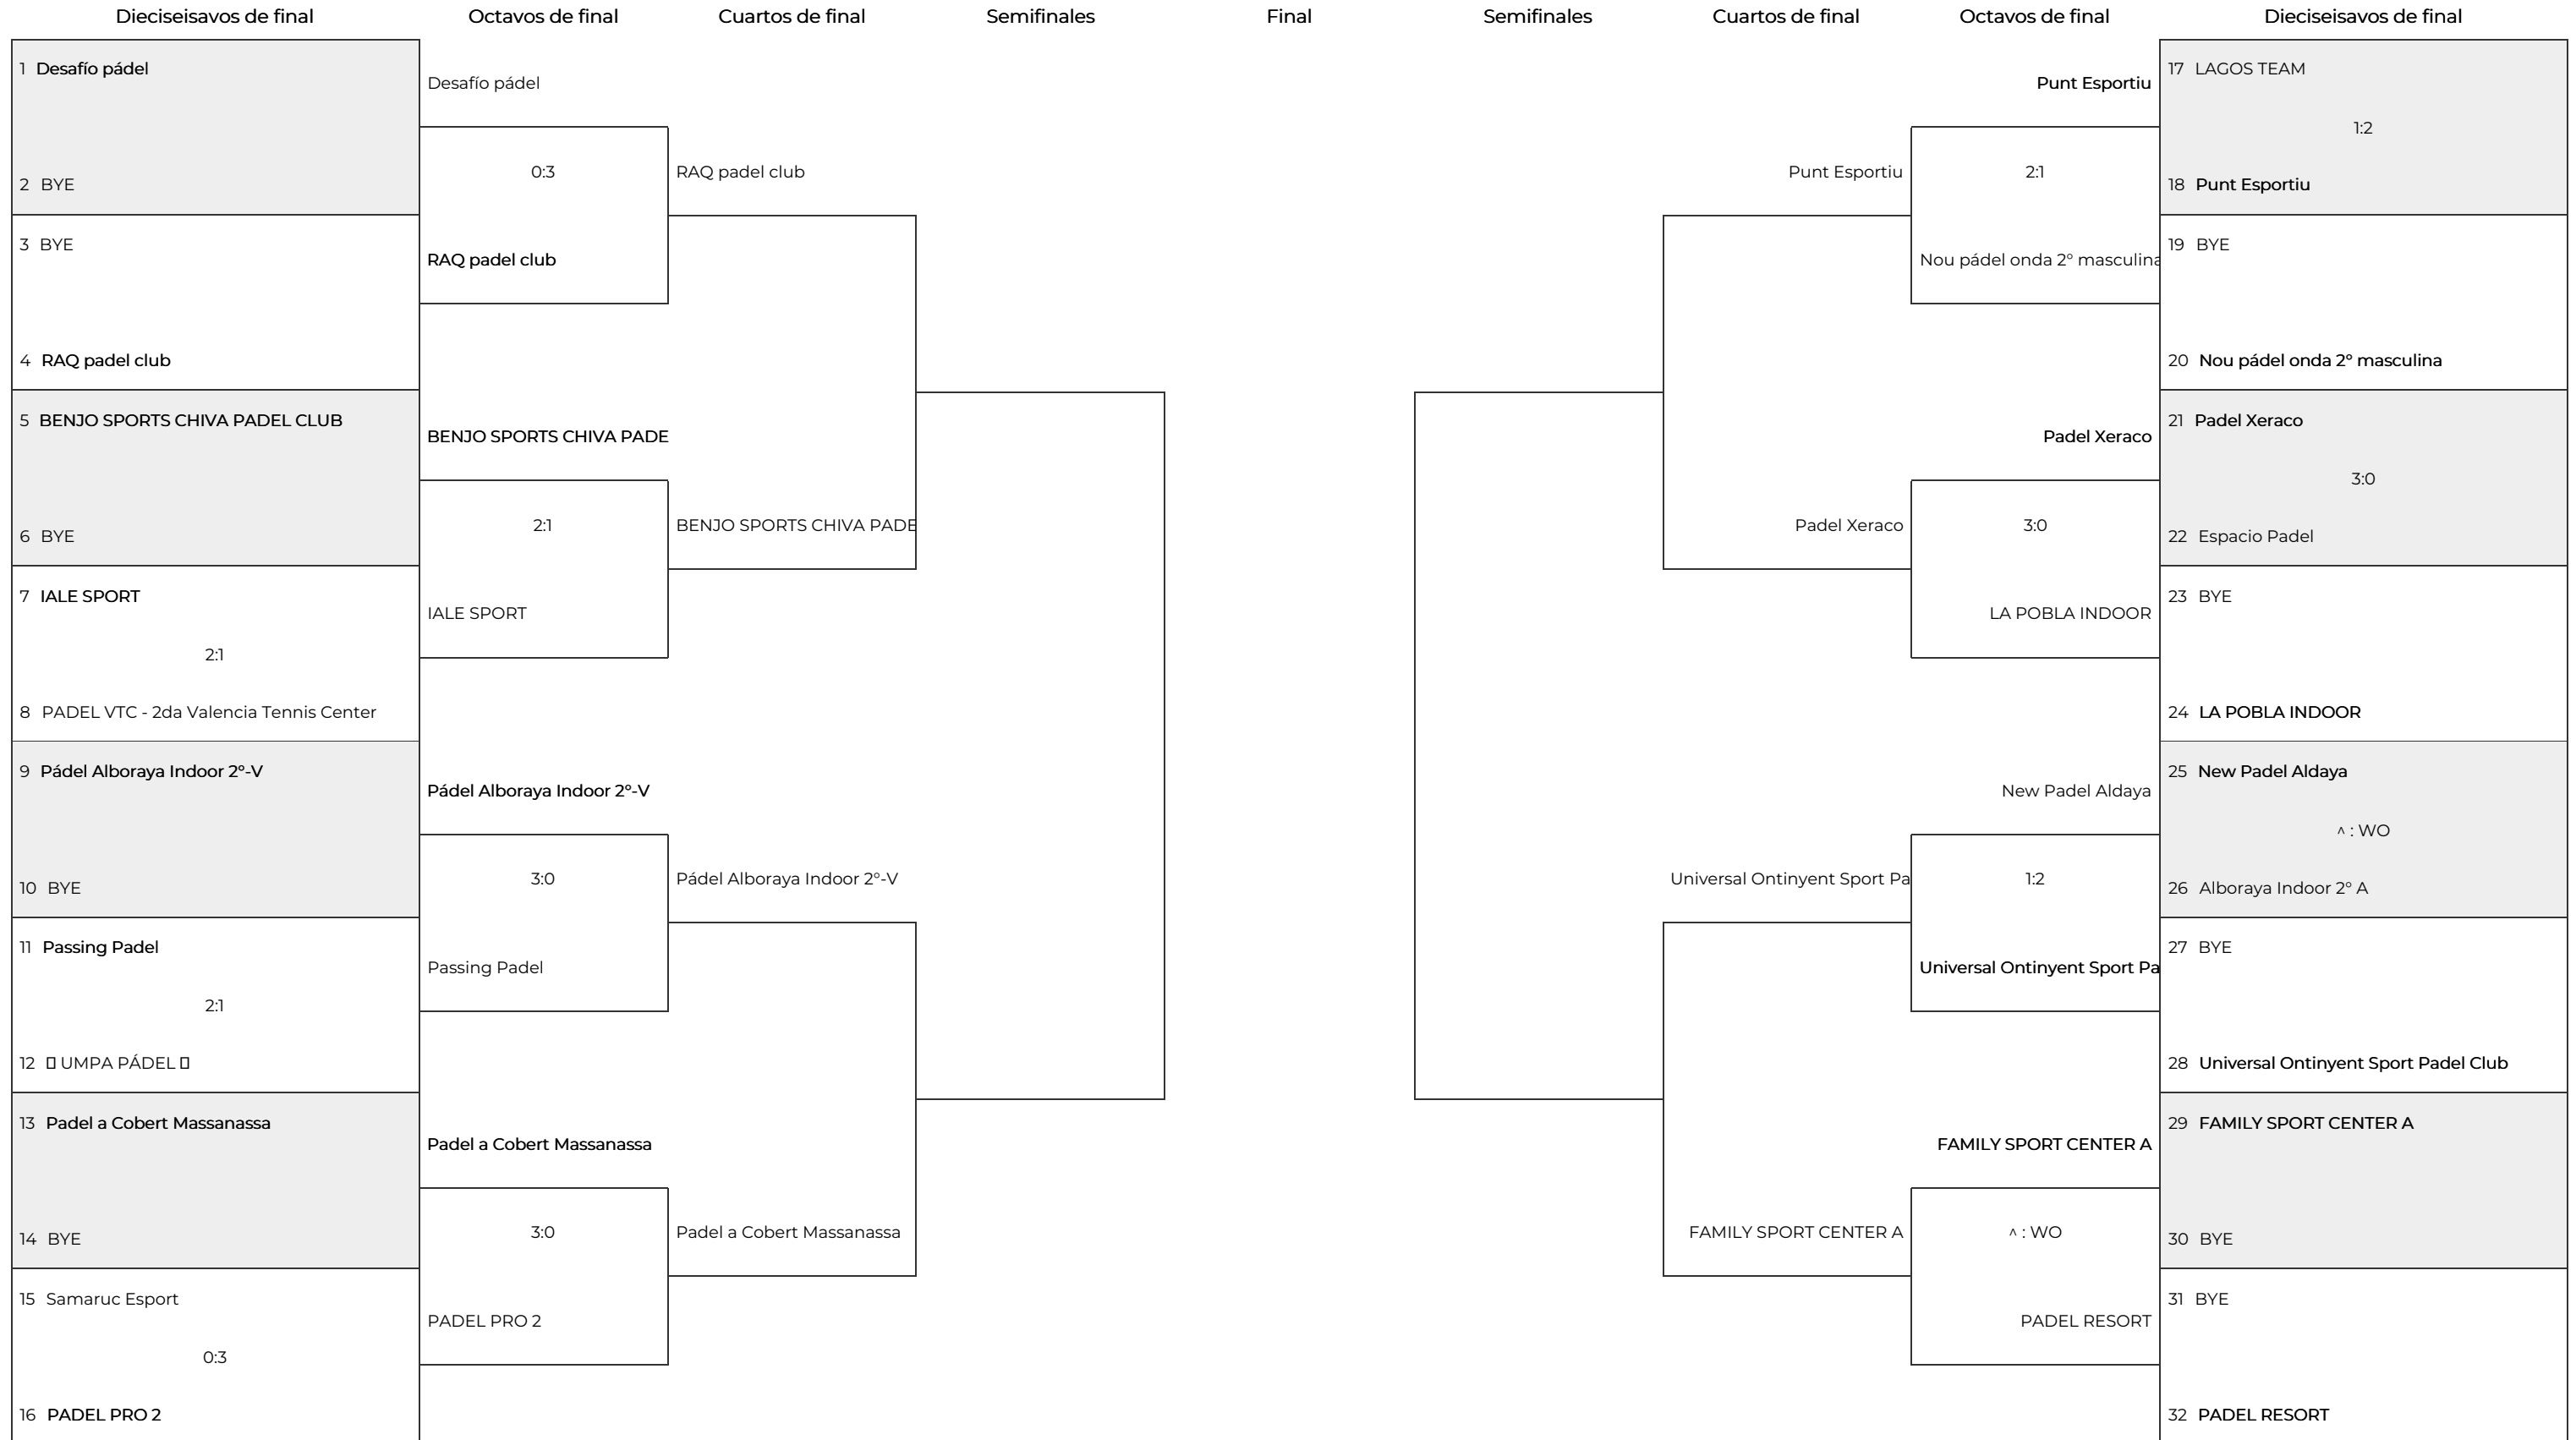 Dieciseisavos de final
Octavos de final
Cuartos de final
Semifinales
Final
Semifinales
Cuartos de final
Octavos de final
Dieciseisavos de final
1 Desafío pádel
2 BYE
3 BYE
4 RAQ padel club
5 BENJO SPORTS CHIVA PADEL CLUB
6 BYE
7 IALE SPORT
2:1
8 PADEL VTC - 2da Valencia Tennis Center
9 Pádel Alboraya Indoor 2º-V
10 BYE
11 Passing Padel
2:1
12 UMPA PÁDEL
13 Padel a Cobert Massanassa
14 BYE
15 Samaruc Esport
0:3
16 PADEL PRO 2
Desafío pádel
0:3
RAQ padel club
BENJO SPORTS CHIVA PADE
2:1
IALE SPORT
Pádel Alboraya Indoor 2º-V
3:0
Passing Padel
Padel a Cobert Massanassa
3:0
PADEL PRO 2
RAQ padel club
BENJO SPORTS CHIVA PADE
Pádel Alboraya Indoor 2º-V
Padel a Cobert Massanassa
Punt Esportiu
Padel Xeraco
Universal Ontinyent Sport Pa
FAMILY SPORT CENTER A
Punt Esportiu
2:1
Nou pádel onda 2º masculina
Padel Xeraco
3:0
LA POBLA INDOOR
New Padel Aldaya
1:2
Universal Ontinyent Sport Pa
FAMILY SPORT CENTER A
^ : WO
PADEL RESORT
17 LAGOS TEAM
1:2
18 Punt Esportiu
19 BYE
20 Nou pádel onda 2º masculina
21 Padel Xeraco
3:0
22 Espacio Padel
23 BYE
24 LA POBLA INDOOR
25 New Padel Aldaya
^ : WO
26 Alboraya Indoor 2º A
27 BYE
28 Universal Ontinyent Sport Padel Club
29 FAMILY SPORT CENTER A
30 BYE
31 BYE
32 PADEL RESORT